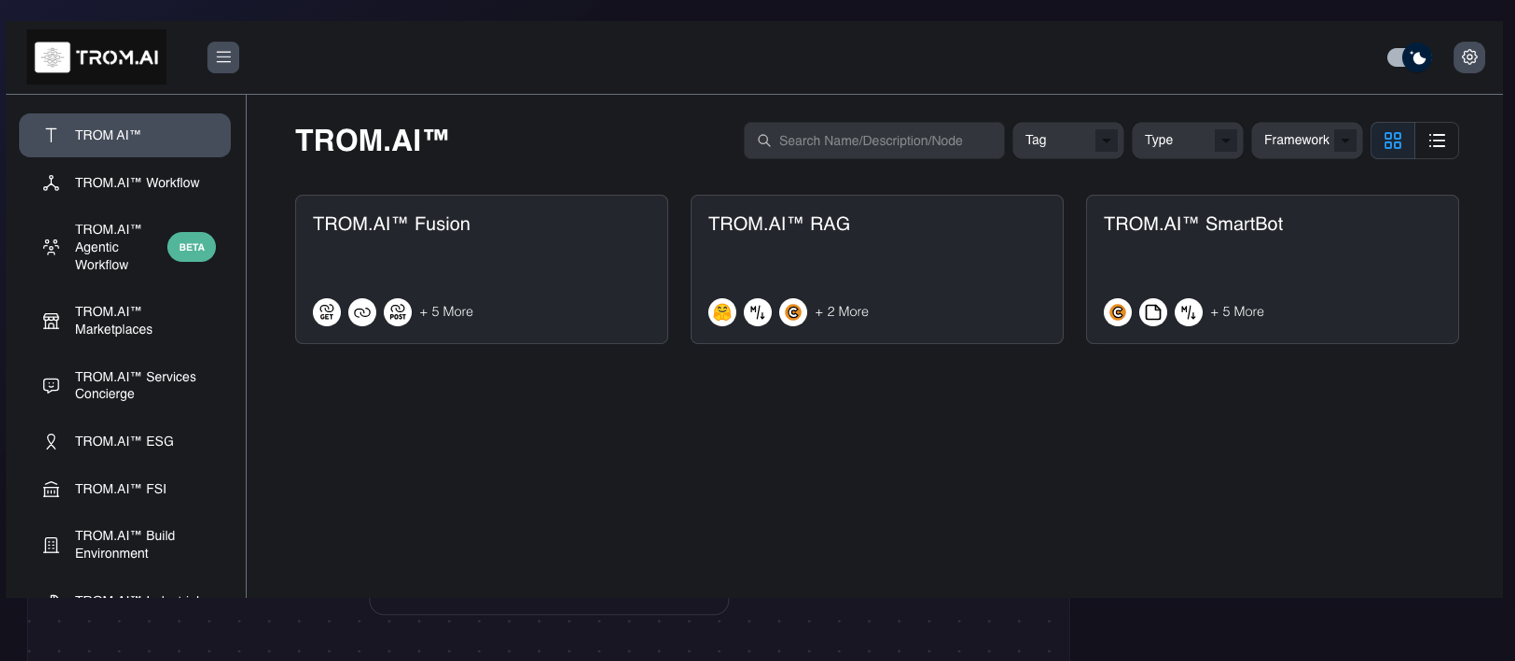 TROM.AI
TROM AI™
TROM.AI™ Workflow
TROM.AI™
Agentic
Workflow
BETA
TROM.AI™
Marketplaces
TROM.AI™ Services
Concierge
TROM.AI™ ESG
TROM.AI™ FSI
TROM.AI™ Build
Environment
TROM.AI™
Search Name/Description/Node
Tag
Type
Framework
TROM.AI™ Fusion
GET
POST
+ 5 More
TROM.AI™ RAG
+ 2 More
TROM.AI™ SmartBot
+ 5 More